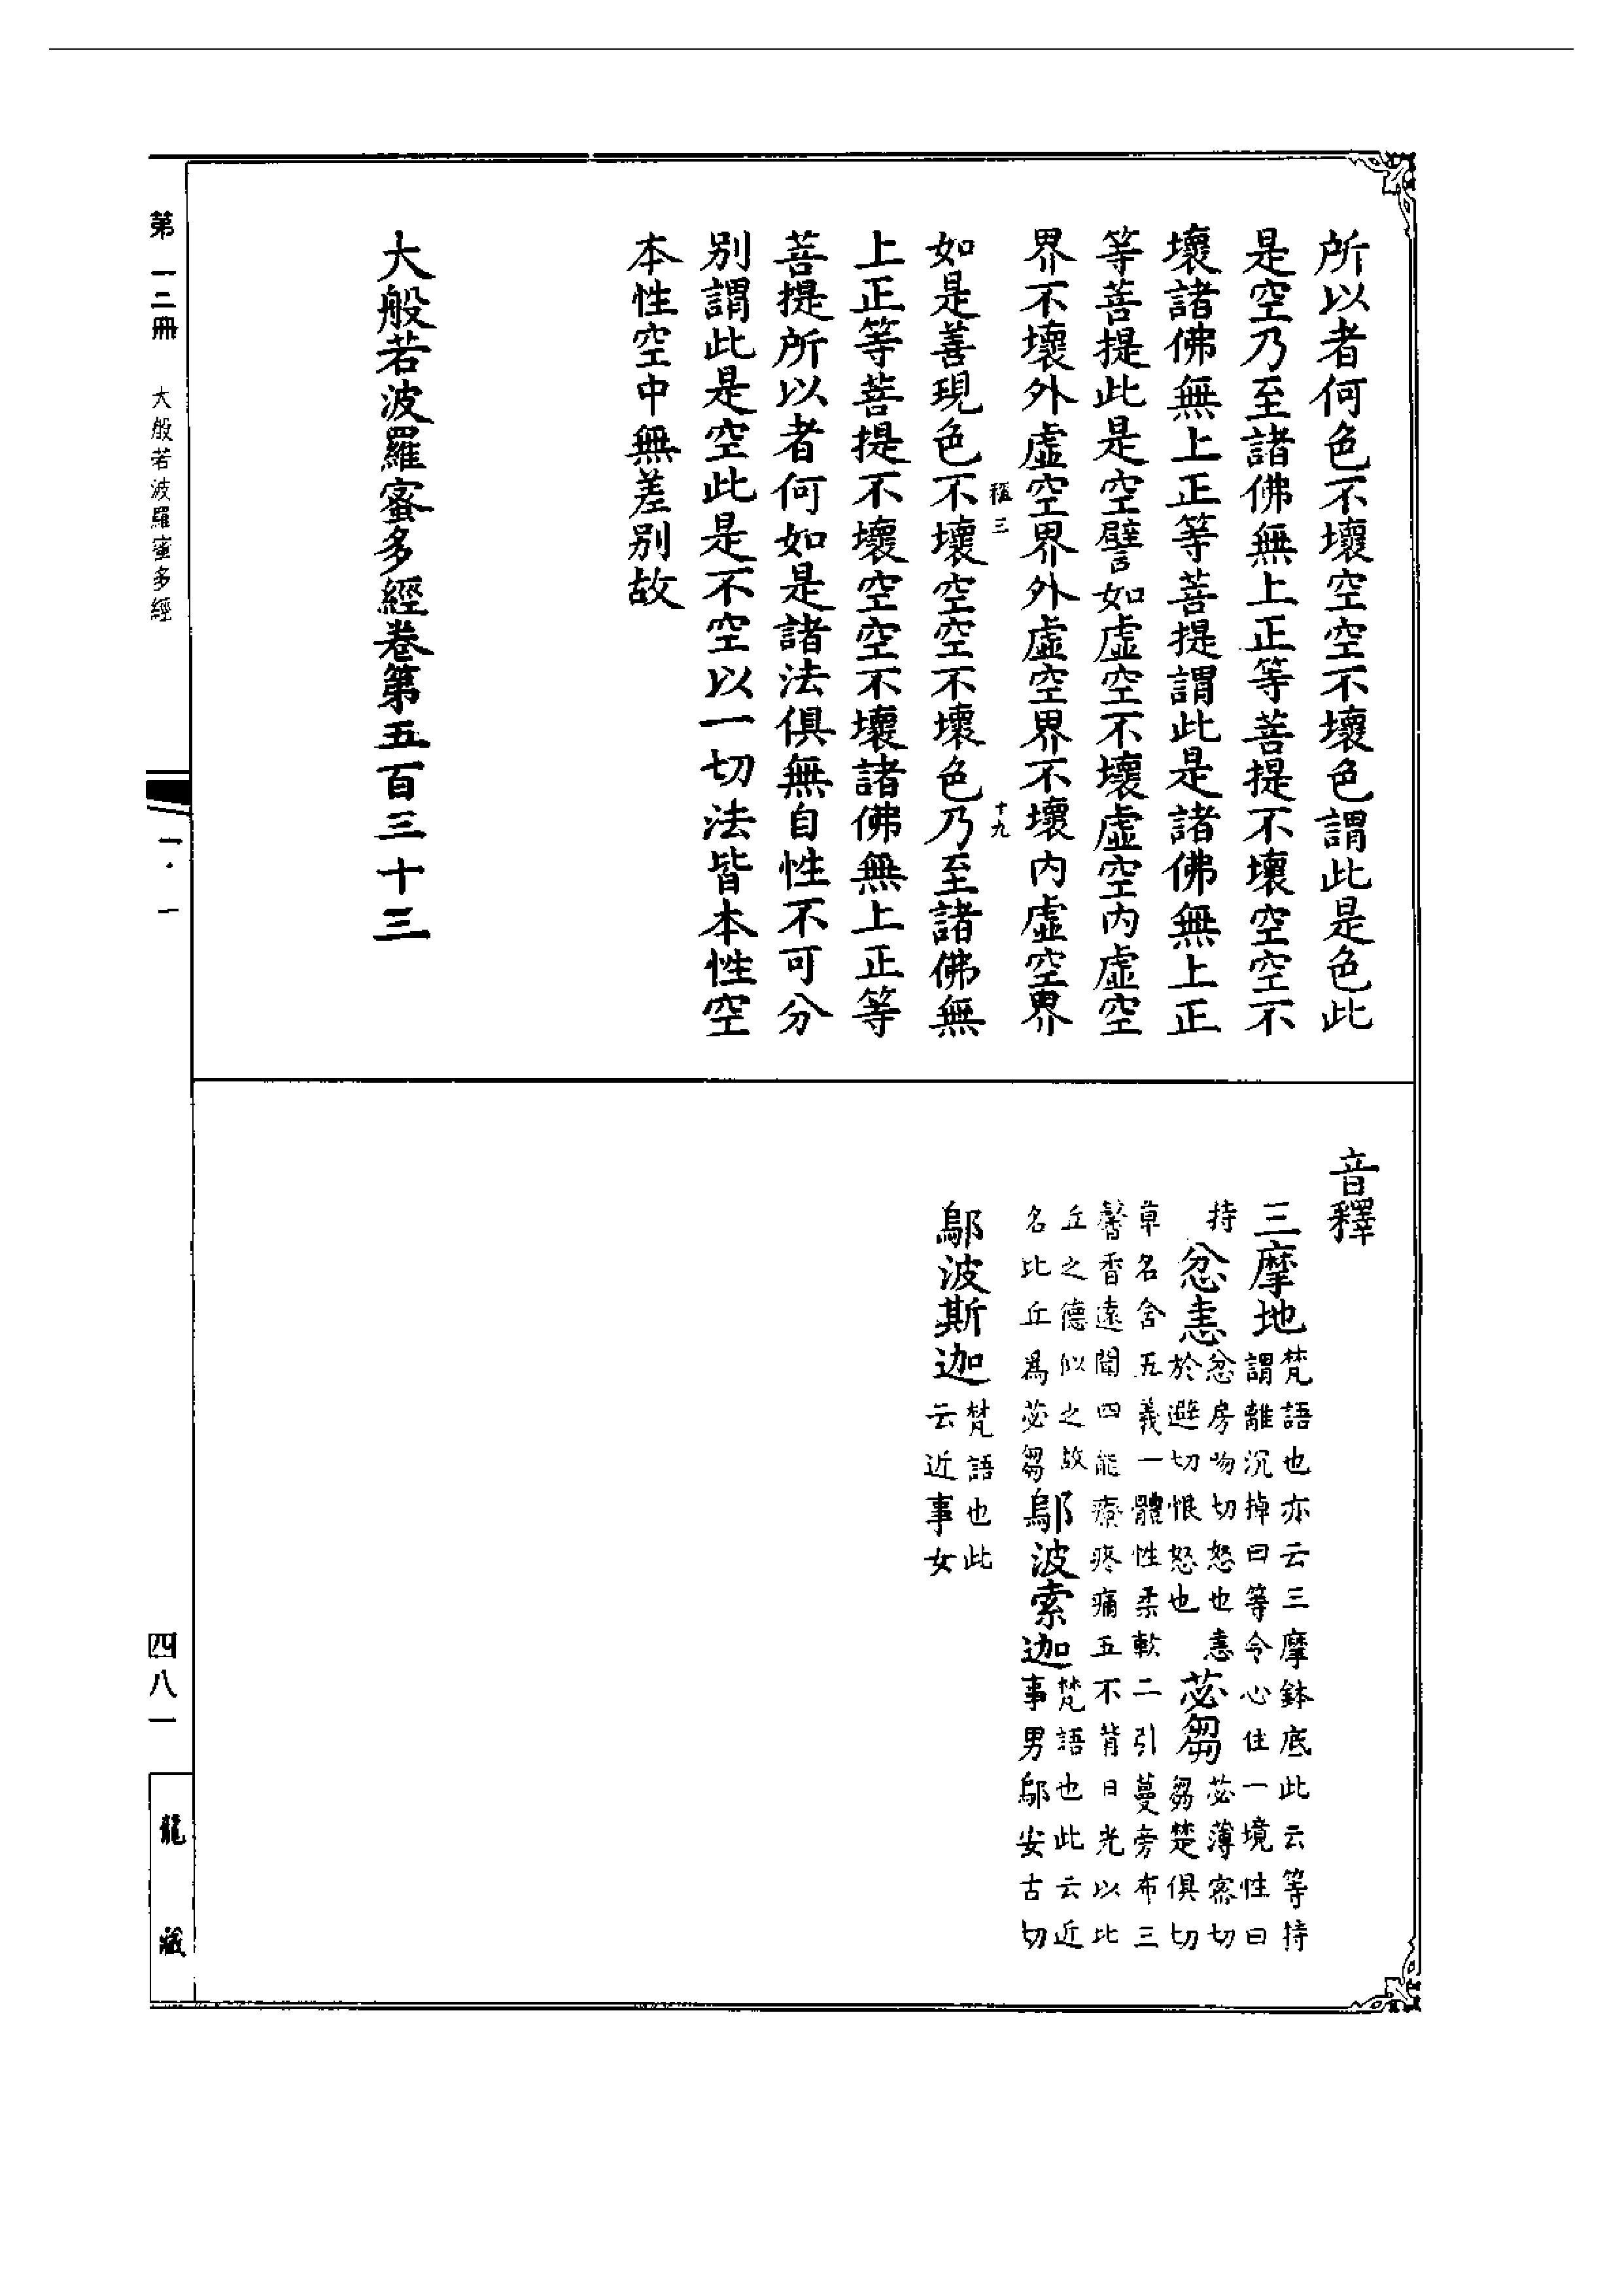 所以者何色不壞空空不壞色謂此是色此
是空乃至諸佛無上正等菩提不壞空空不
壞諸佛無上正等菩提謂此是諸佛無上正
等菩提此是空譬如虛空不壞虛空內虛空
界不壞外虛空界外虛空界不壞內虛空界
如是善現色不壞空空不壞色乃至諸佛無
上正等菩提不壞空空不壞諸佛無上正等
菩提所以者何如是諸法俱無自性不可分
別謂此是空此是不空以一切法皆本性空
本性空中無差別故
大般若波羅蜜多經卷第五百三十三
三
十九
音釋
三摩地
梵語也亦云三摩鉢底此云等持
謂離沉掉曰等令心住一境性曰
持
忿恚
忿房吻切怒也恚
於避切恨怒也
苾芻
苾薄密切
芻楚俱切
草名含五義一體性柔軟二引蔓旁布三
馨香遠聞四能療疼痛五不背日光以比
丘之德似之故
名比丘爲苾芻
鄔波索迦
梵語也此云近
事男鄔安古切
鄔波斯迦
梵語也此
云近事女
第一二冊 大般若波羅蜜多經
一·一
四八一
龍藏